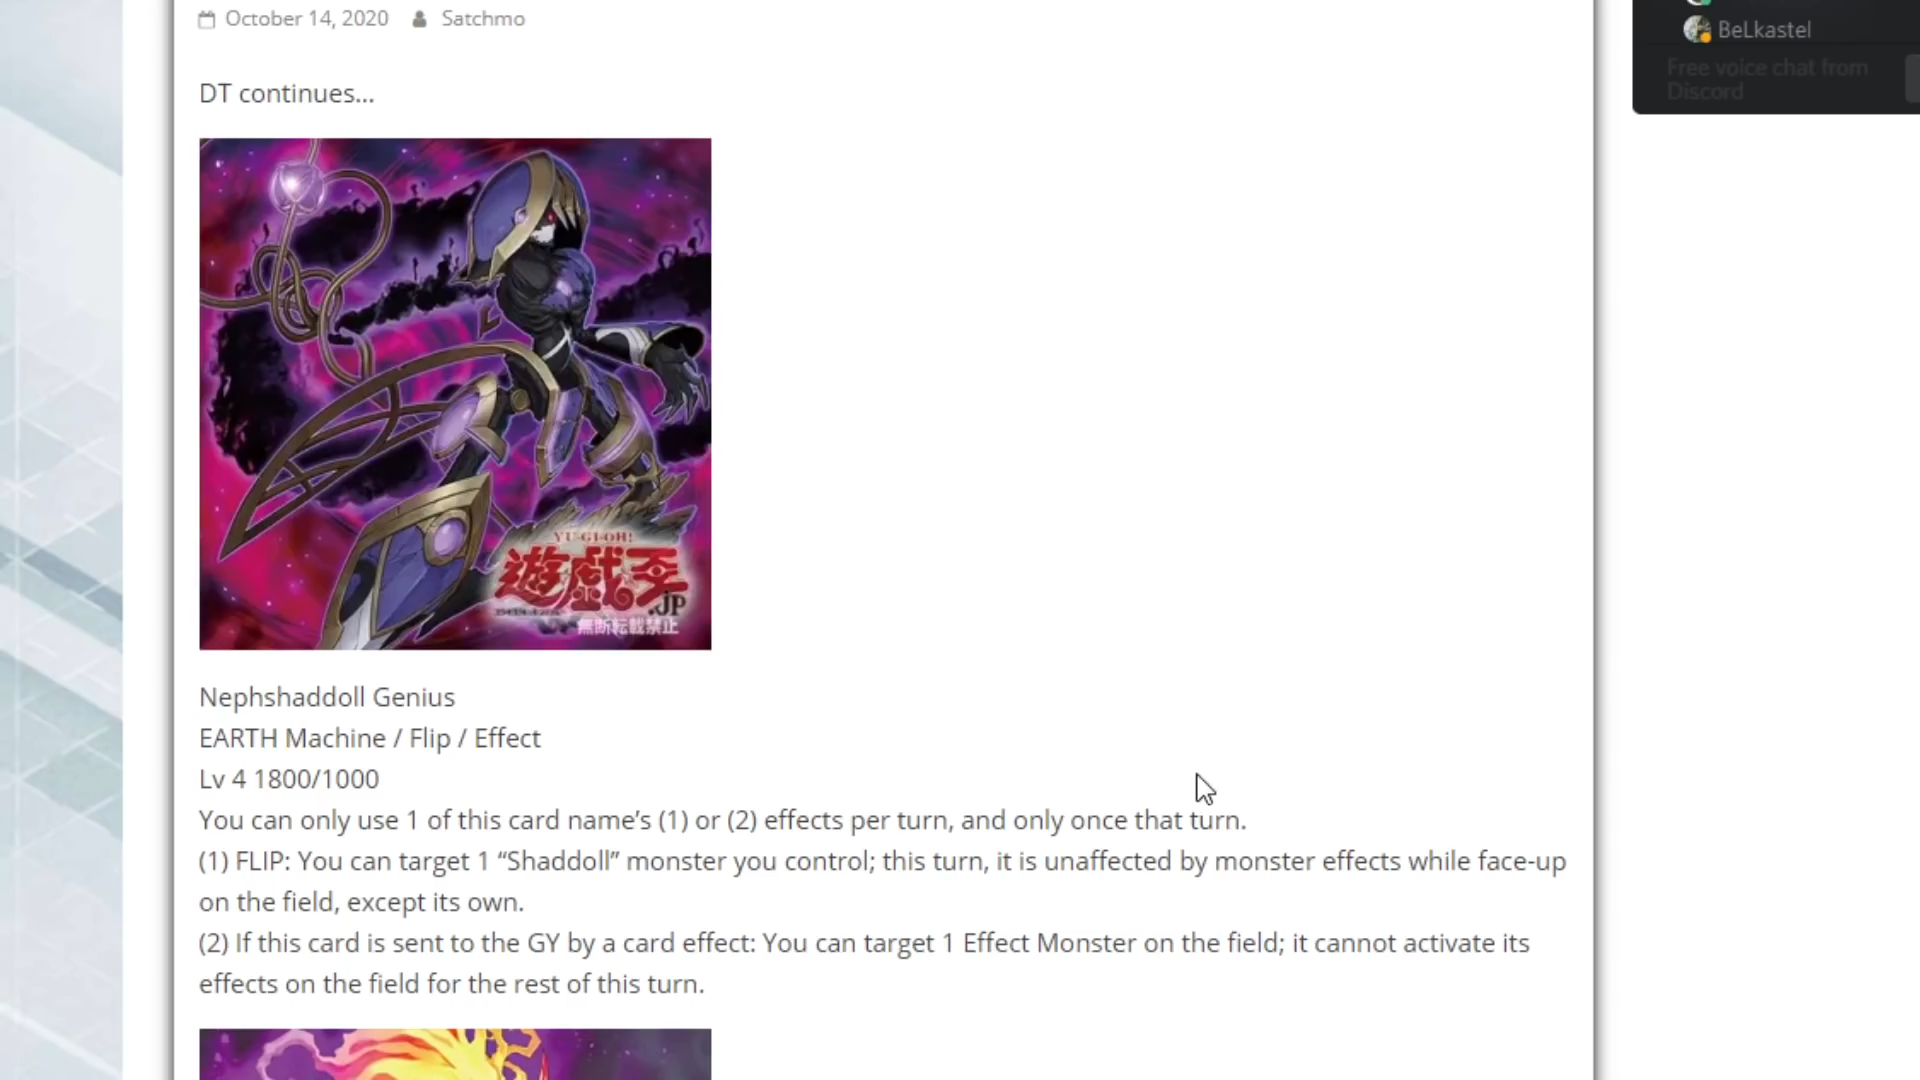 October 14, 2020 Satchmo
BeLkastel
Free voice chat from
Discord
DT continues...
YU-GI-OH!
遊戯王
.JP
無断転載禁止
Nephshaddoll Genius
EARTH Machine / Flip / Effect
Lv 4 1800/1000
You can only use 1 of this card name’s (1) or (2) effects per turn, and only once that turn.
(1) FLIP: You can target 1 “Shaddoll” monster you control; this turn, it is unaffected by monster effects while face-up
on the field, except its own.
(2) If this card is sent to the GY by a card effect: You can target 1 Effect Monster on the field; it cannot activate its
effects on the field for the rest of this turn.